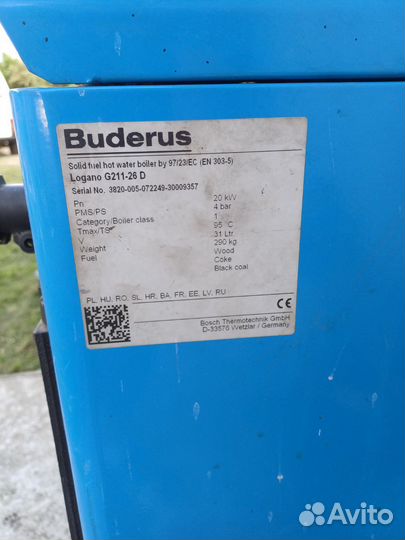 Buderus
Solid fuel hot water boiler by 97/23/EC (EN 303-5)
Logano G211-26 D
Serial No. 3820-005-072249-30009357
Pn 20 kW
PMS/PS 4 bar
Category/Boiler class 1
Tmax/TS 95 °C
V 31 Ltr.
Weight 290 kg
Fuel Wood
Coke
Black coal
PL, HU, RO, SL, HR, BA, FR, EE, LV, RU
CE
Bosch Thermotechnik GmbH
D-33576 Wetzlar / Germany
Avito